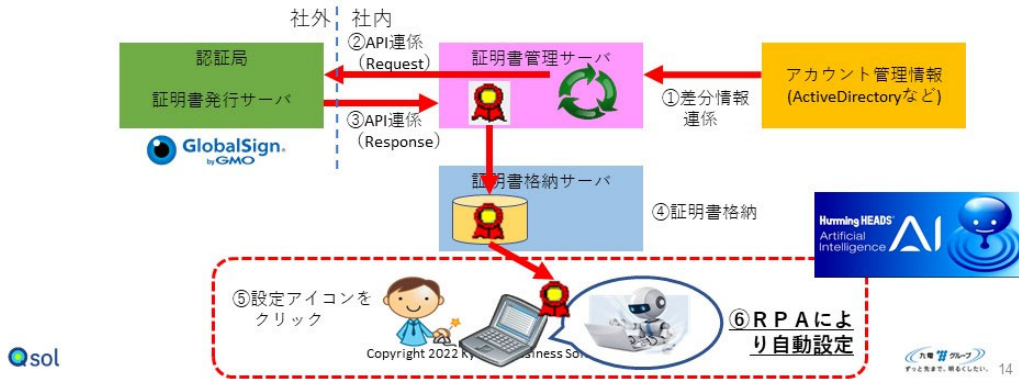 社外
社内
認証局
証明書発行サーバ
GlobalSign®
by GMO
②API連係
（Request）
③API連係
（Response）
証明書管理サーバ
①差分情報
連係
アカウント管理情報
(ActiveDirectoryなど)
証明書格納サーバ
④証明書格納
Humming HEADS®
Artificial
Intelligence
AI
⑤設定アイコンを
クリック
⑥ＲＰＡによ
り自動設定
Copyright 2022
Qsol
九電グループ
ずっと先まで、明るくしたい。
14